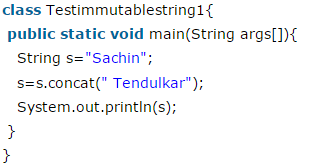 class Testimmutablestring1{
public static void main(String args[]){
String s="Sachin";
s=s.concat(" Tendulkar");
System.out.println(s);
}
}